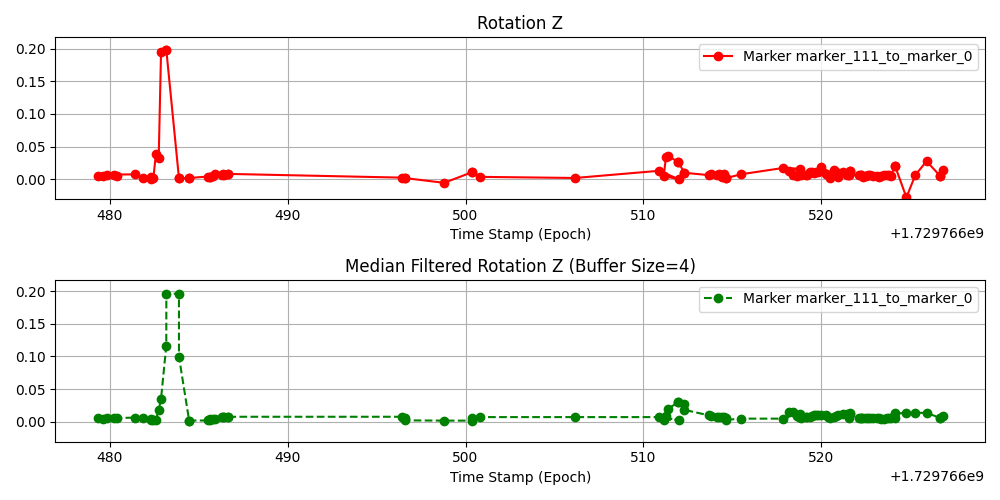 Rotation Z
0.20
0.15
0.10
0.05
0.00
Marker marker_111_to_marker_0
480 490 500 510 520
Time Stamp (Epoch)
+1.729766e9
Median Filtered Rotation Z (Buffer Size=4)
0.20
0.15
0.10
0.05
0.00
Marker marker_111_to_marker_0
480 490 500 510 520
Time Stamp (Epoch)
+1.729766e9